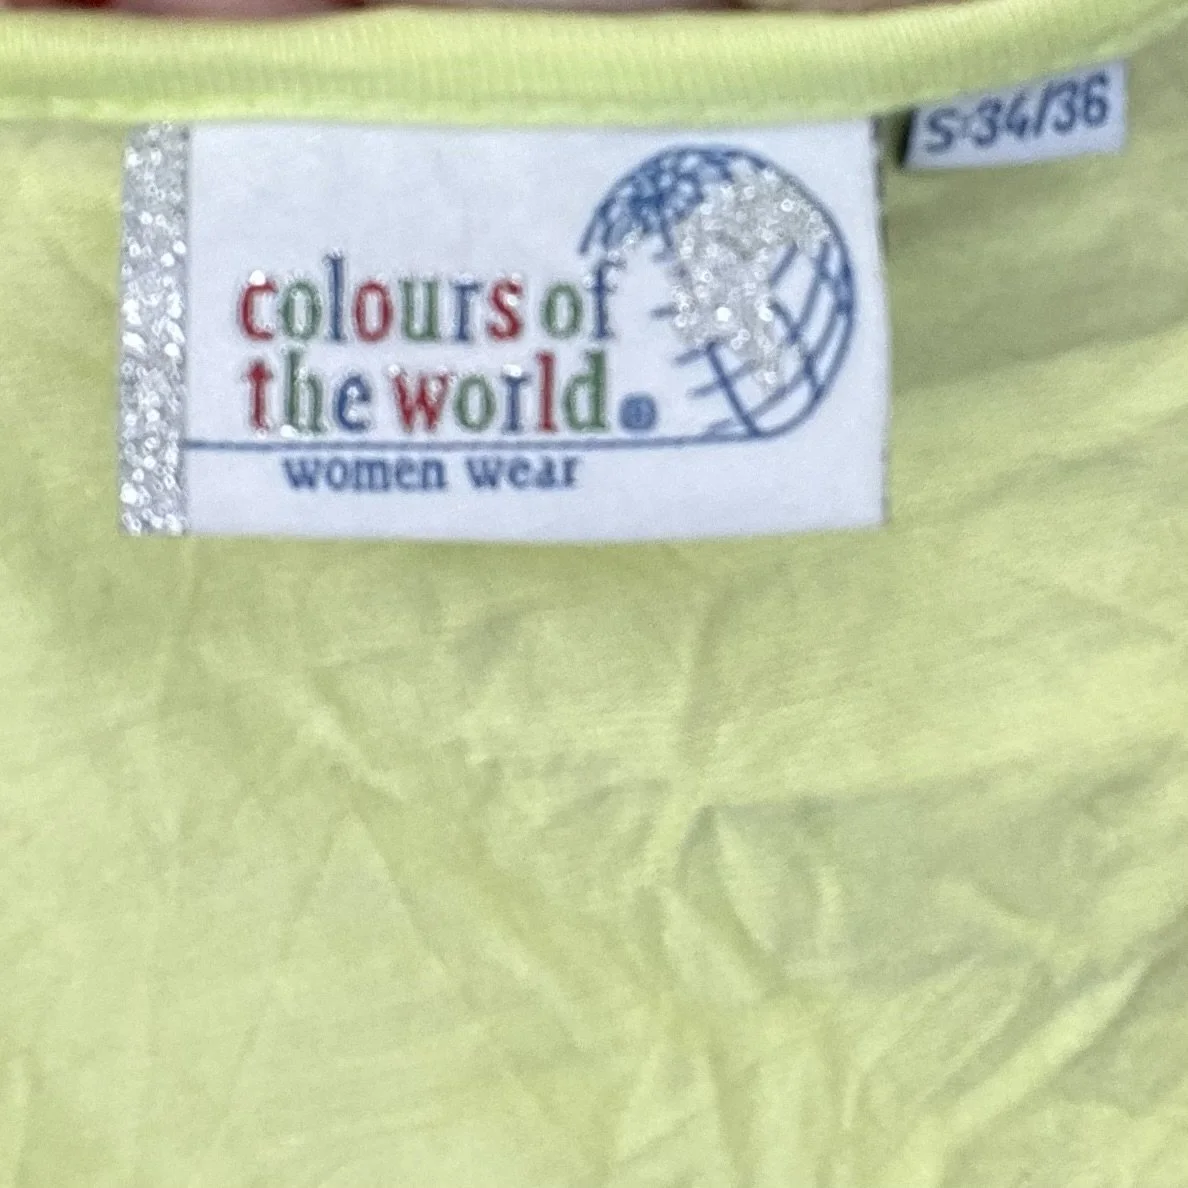 colours of
the world®
women wear
S:34/36